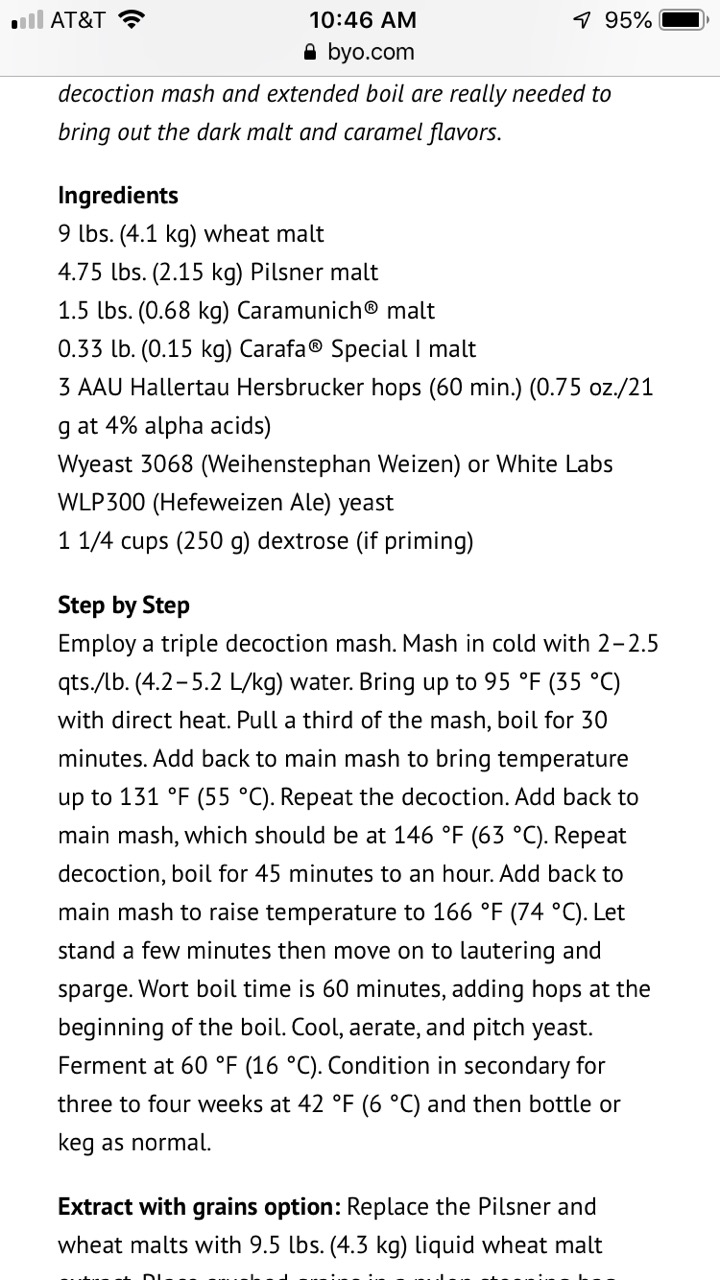 AT&T 10:46 AM 95%
byo.com
decoction mash and extended boil are really needed to
bring out the dark malt and caramel flavors.
Ingredients
9 lbs. (4.1 kg) wheat malt
4.75 lbs. (2.15 kg) Pilsner malt
1.5 lbs. (0.68 kg) Caramunich® malt
0.33 lb. (0.15 kg) Carafa® Special I malt
3 AAU Hallertau Hersbrucker hops (60 min.) (0.75 oz./21
g at 4% alpha acids)
Wyeast 3068 (Weihenstephan Weizen) or White Labs
WLP300 (Hefeweizen Ale) yeast
1 1/4 cups (250 g) dextrose (if priming)
Step by Step
Employ a triple decoction mash. Mash in cold with 2–2.5
qts./lb. (4.2–5.2 L/kg) water. Bring up to 95 °F (35 °C)
with direct heat. Pull a third of the mash, boil for 30
minutes. Add back to main mash to bring temperature
up to 131 °F (55 °C). Repeat the decoction. Add back to
main mash, which should be at 146 °F (63 °C). Repeat
decoction, boil for 45 minutes to an hour. Add back to
main mash to raise temperature to 166 °F (74 °C). Let
stand a few minutes then move on to lautering and
sparge. Wort boil time is 60 minutes, adding hops at the
beginning of the boil. Cool, aerate, and pitch yeast.
Ferment at 60 °F (16 °C). Condition in secondary for
three to four weeks at 42 °F (6 °C) and then bottle or
keg as normal.
Extract with grains option: Replace the Pilsner and
wheat malts with 9.5 lbs. (4.3 kg) liquid wheat malt
extract. Place crushed grains in a nylon steeping bag